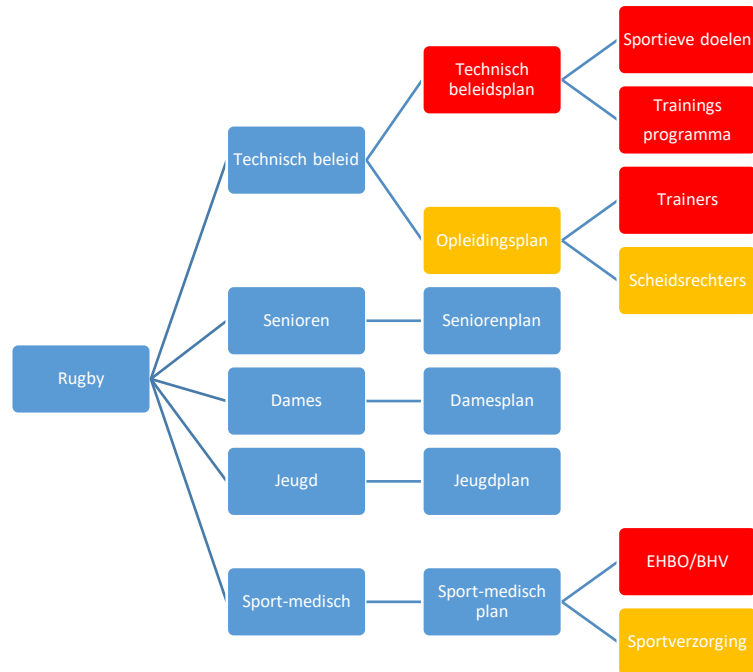 Sportieve doelen
Technisch
beleidsplan
Trainings
programma
Technisch beleid
Trainers
Opleidingsplan
Scheidsrechters
Senioren
Seniorenplan
Rugby
Dames
Damesplan
Jeugd
Jeugdplan
EHBO/BHV
Sport-medisch
Sport-medisch
plan
Sportverzorging